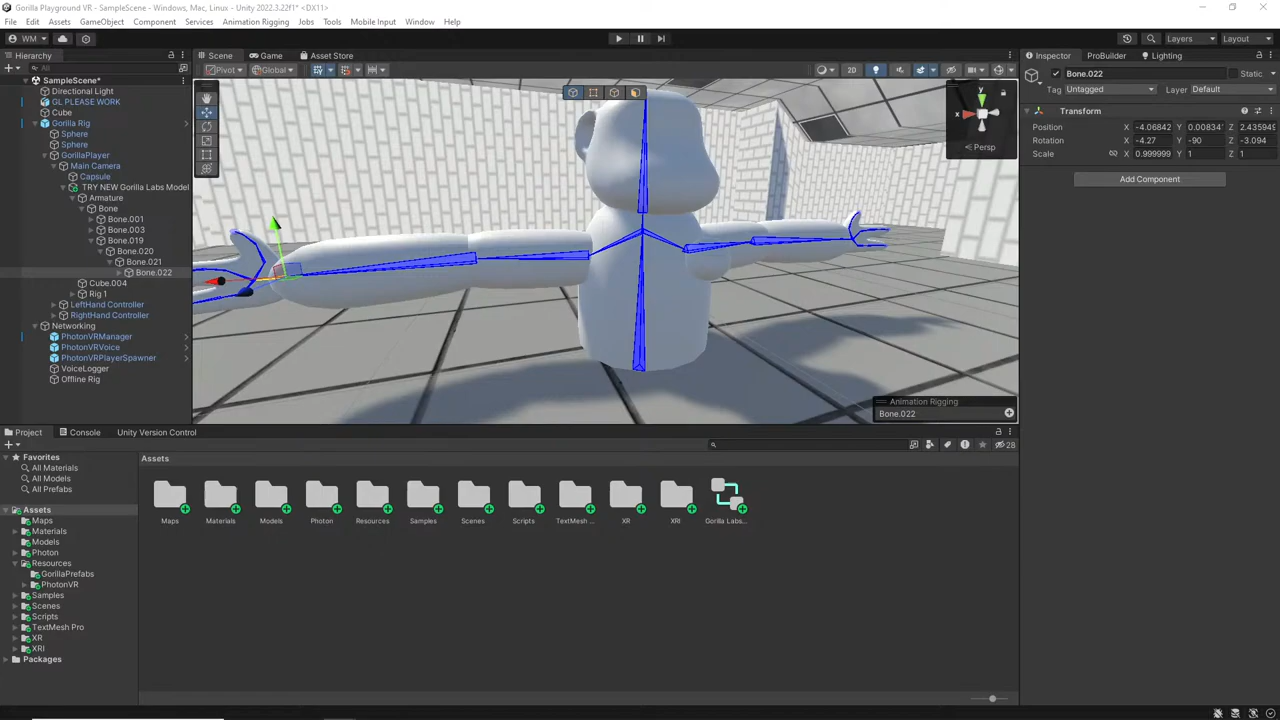 Gorilla Playground VR - SampleScene - Windows, Mac, Linux - Unity 2022.3.22f1* <DX11>
File Edit Assets GameObject Component Services Animation Rigging Jobs Tools Mobile Input Window Help
WM Layers Layout
Hierarchy
All
SampleScene*
Directional Light
GL PLEASE WORK
Cube
Gorilla Rig
Sphere
Sphere
GorillaPlayer
Main Camera
Capsule
TRY NEW Gorilla Labs Model
Armature
Bone
Bone.001
Bone.003
Bone.019
Bone.020
Bone.021
Bone.022
Cube.004
Rig 1
LeftHand Controller
RightHand Controller
Networking
PhotonVRManager
PhotonVRVoice
PhotonVRPlayerSpawner
VoiceLogger
Offline Rig
Scene Game Asset Store
Pivot Global 2D
y
x
Persp
Animation Rigging
Bone.022
Inspector ProBuilder Lighting
Bone.022 Static
Tag Untagged Layer Default
Transform
Position X -4.06842 Y 0.00834 Z 2.435949
Rotation X -4.27 Y -90 Z -3.094
Scale X 0.999999 Y 1 Z 1
Add Component
Project Console Unity Version Control
28
Favorites
All Materials
All Models
All Prefabs
Assets
Maps
Materials
Models
Photon
Resources
GorillaPrefabs
PhotonVR
Samples
Scenes
Scripts
TextMesh Pro
XR
XRI
Packages
Assets
Maps Materials Models Photon Resources Samples Scenes Scripts TextMesh ... XR XRI Gorilla Labs...